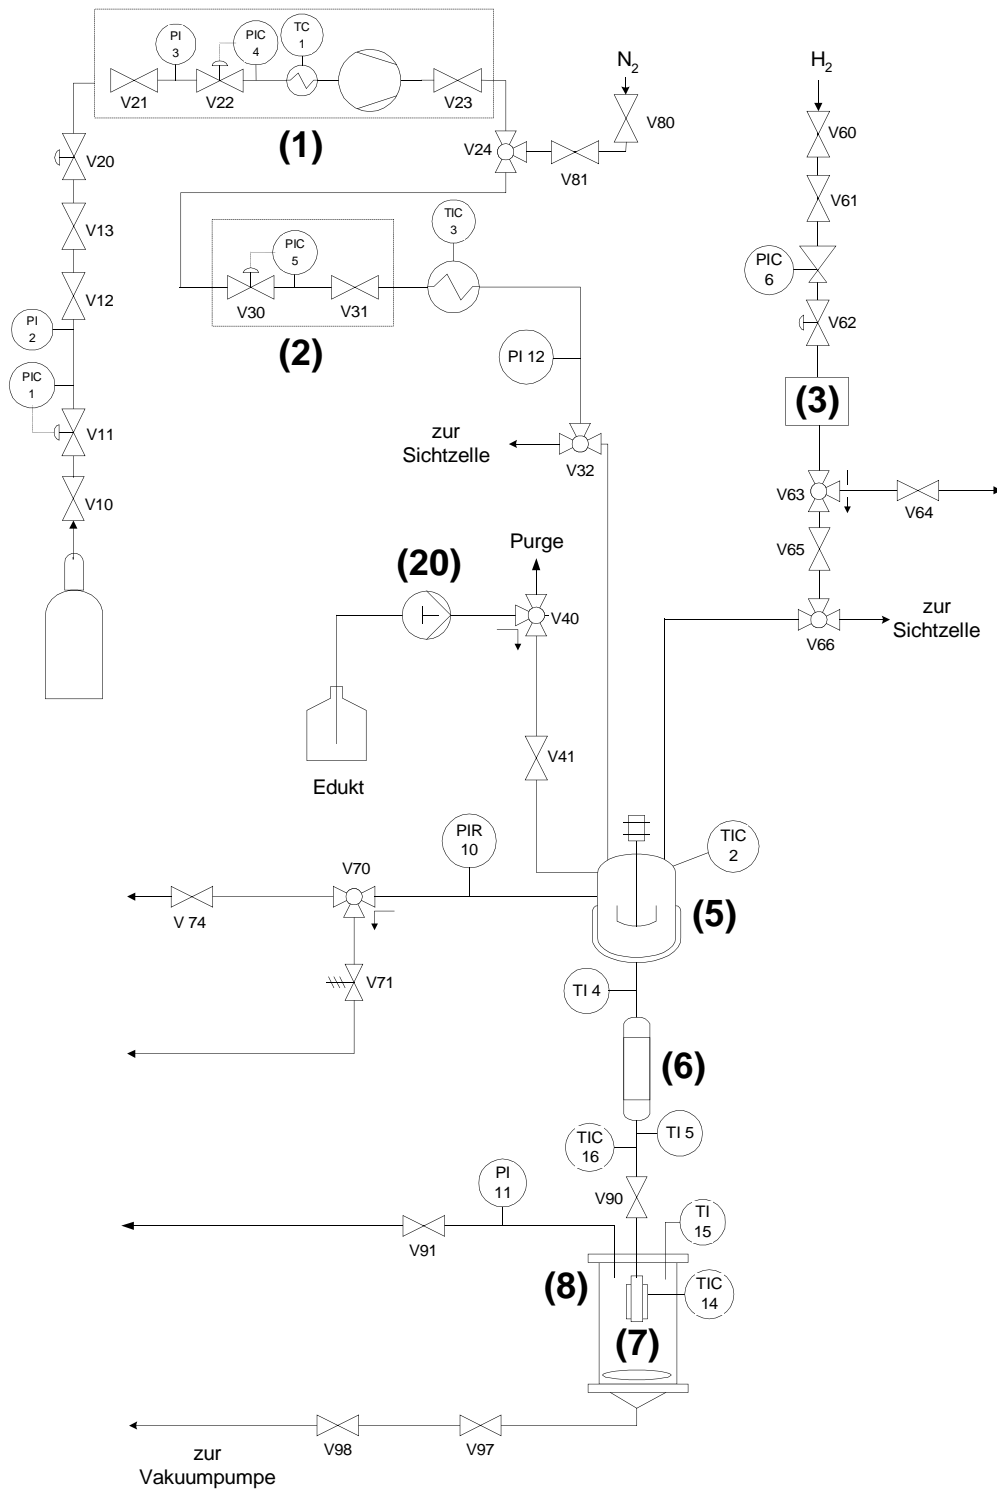 PI
3
PIC
4
TC
1
V21
V22
V23
(1)
N2
H2
V80
V60
V24
V81
V20
V61
V13
TIC
3
PIC
5
PIC
6
V12
V30
V31
V62
PI
2
(2)
PI 12
PIC
1
(3)
V11
zur
Sichtzelle
V32
V10
V63
V64
Purge
V65
(20)
V40
zur
Sichtzelle
V66
V41
Edukt
PIR
10
TIC
2
V70
V 74
(5)
V71
TI 4
(6)
TI 5
TIC
16
PI
11
V90
TI
15
V91
(8)
TIC
14
(7)
V98
V97
zur
Vakuumpumpe